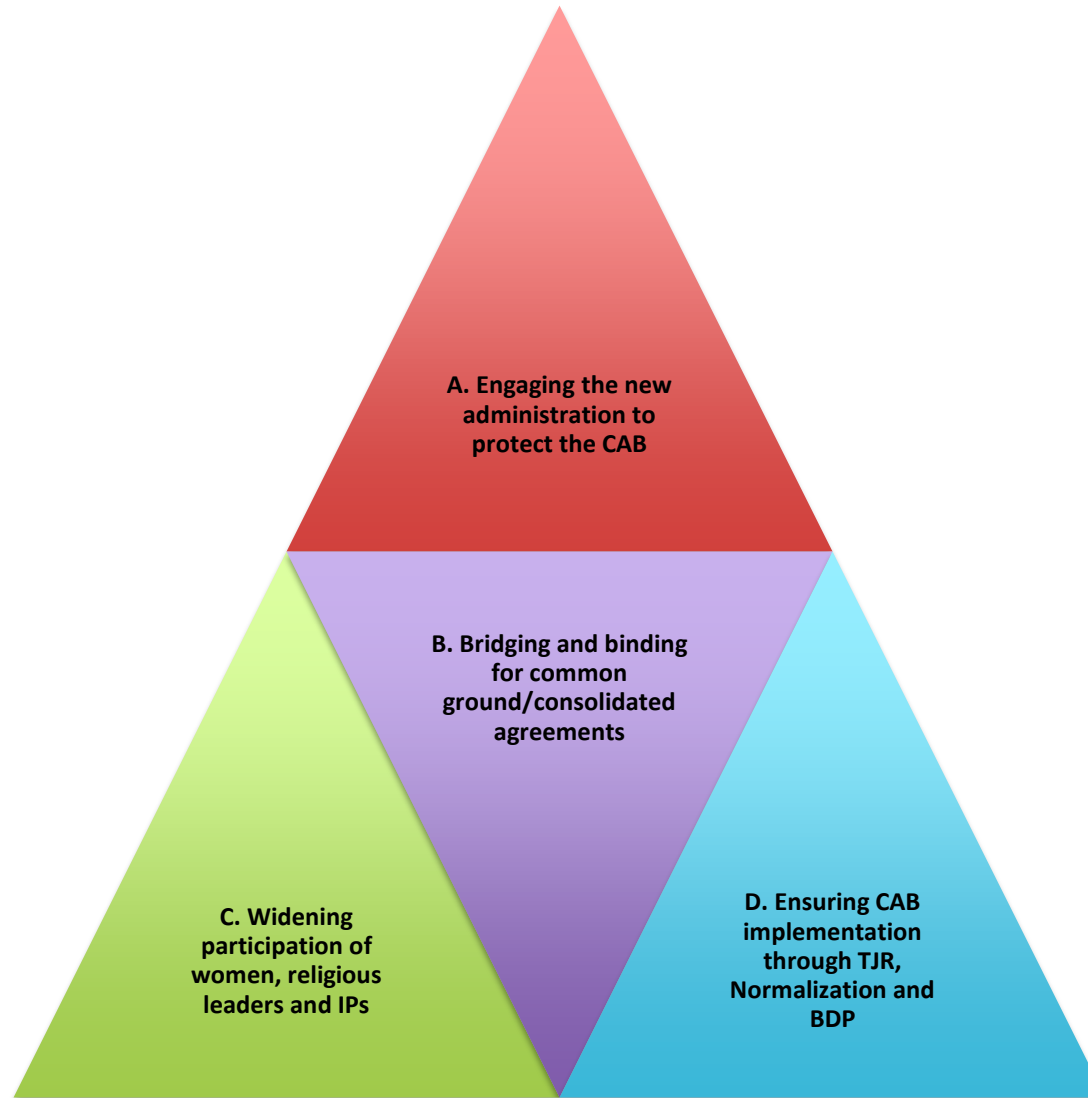 A. Engaging the new
administration to
protect the CAB
B. Bridging and binding
for common
ground/consolidated
agreements
C. Widening
participation of
women, religious
leaders and IPs
D. Ensuring CAB
implementation
through TJR,
Normalization and
BDP